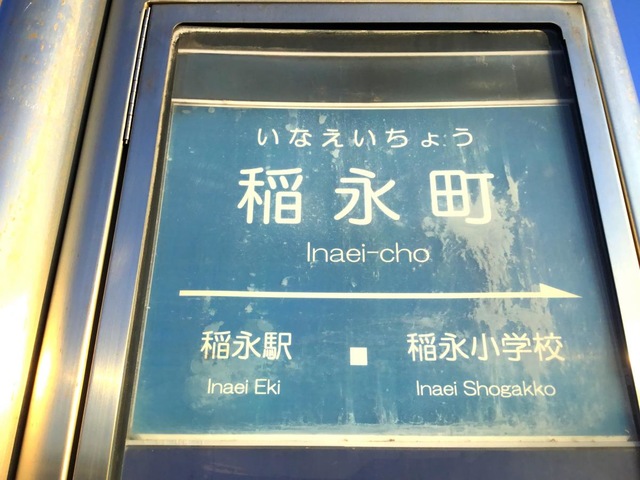 いなえいちょう
稲永町
Inaei-cho
稲永駅 ■ 稲永小学校
Inaei Eki Inaei Shogakko